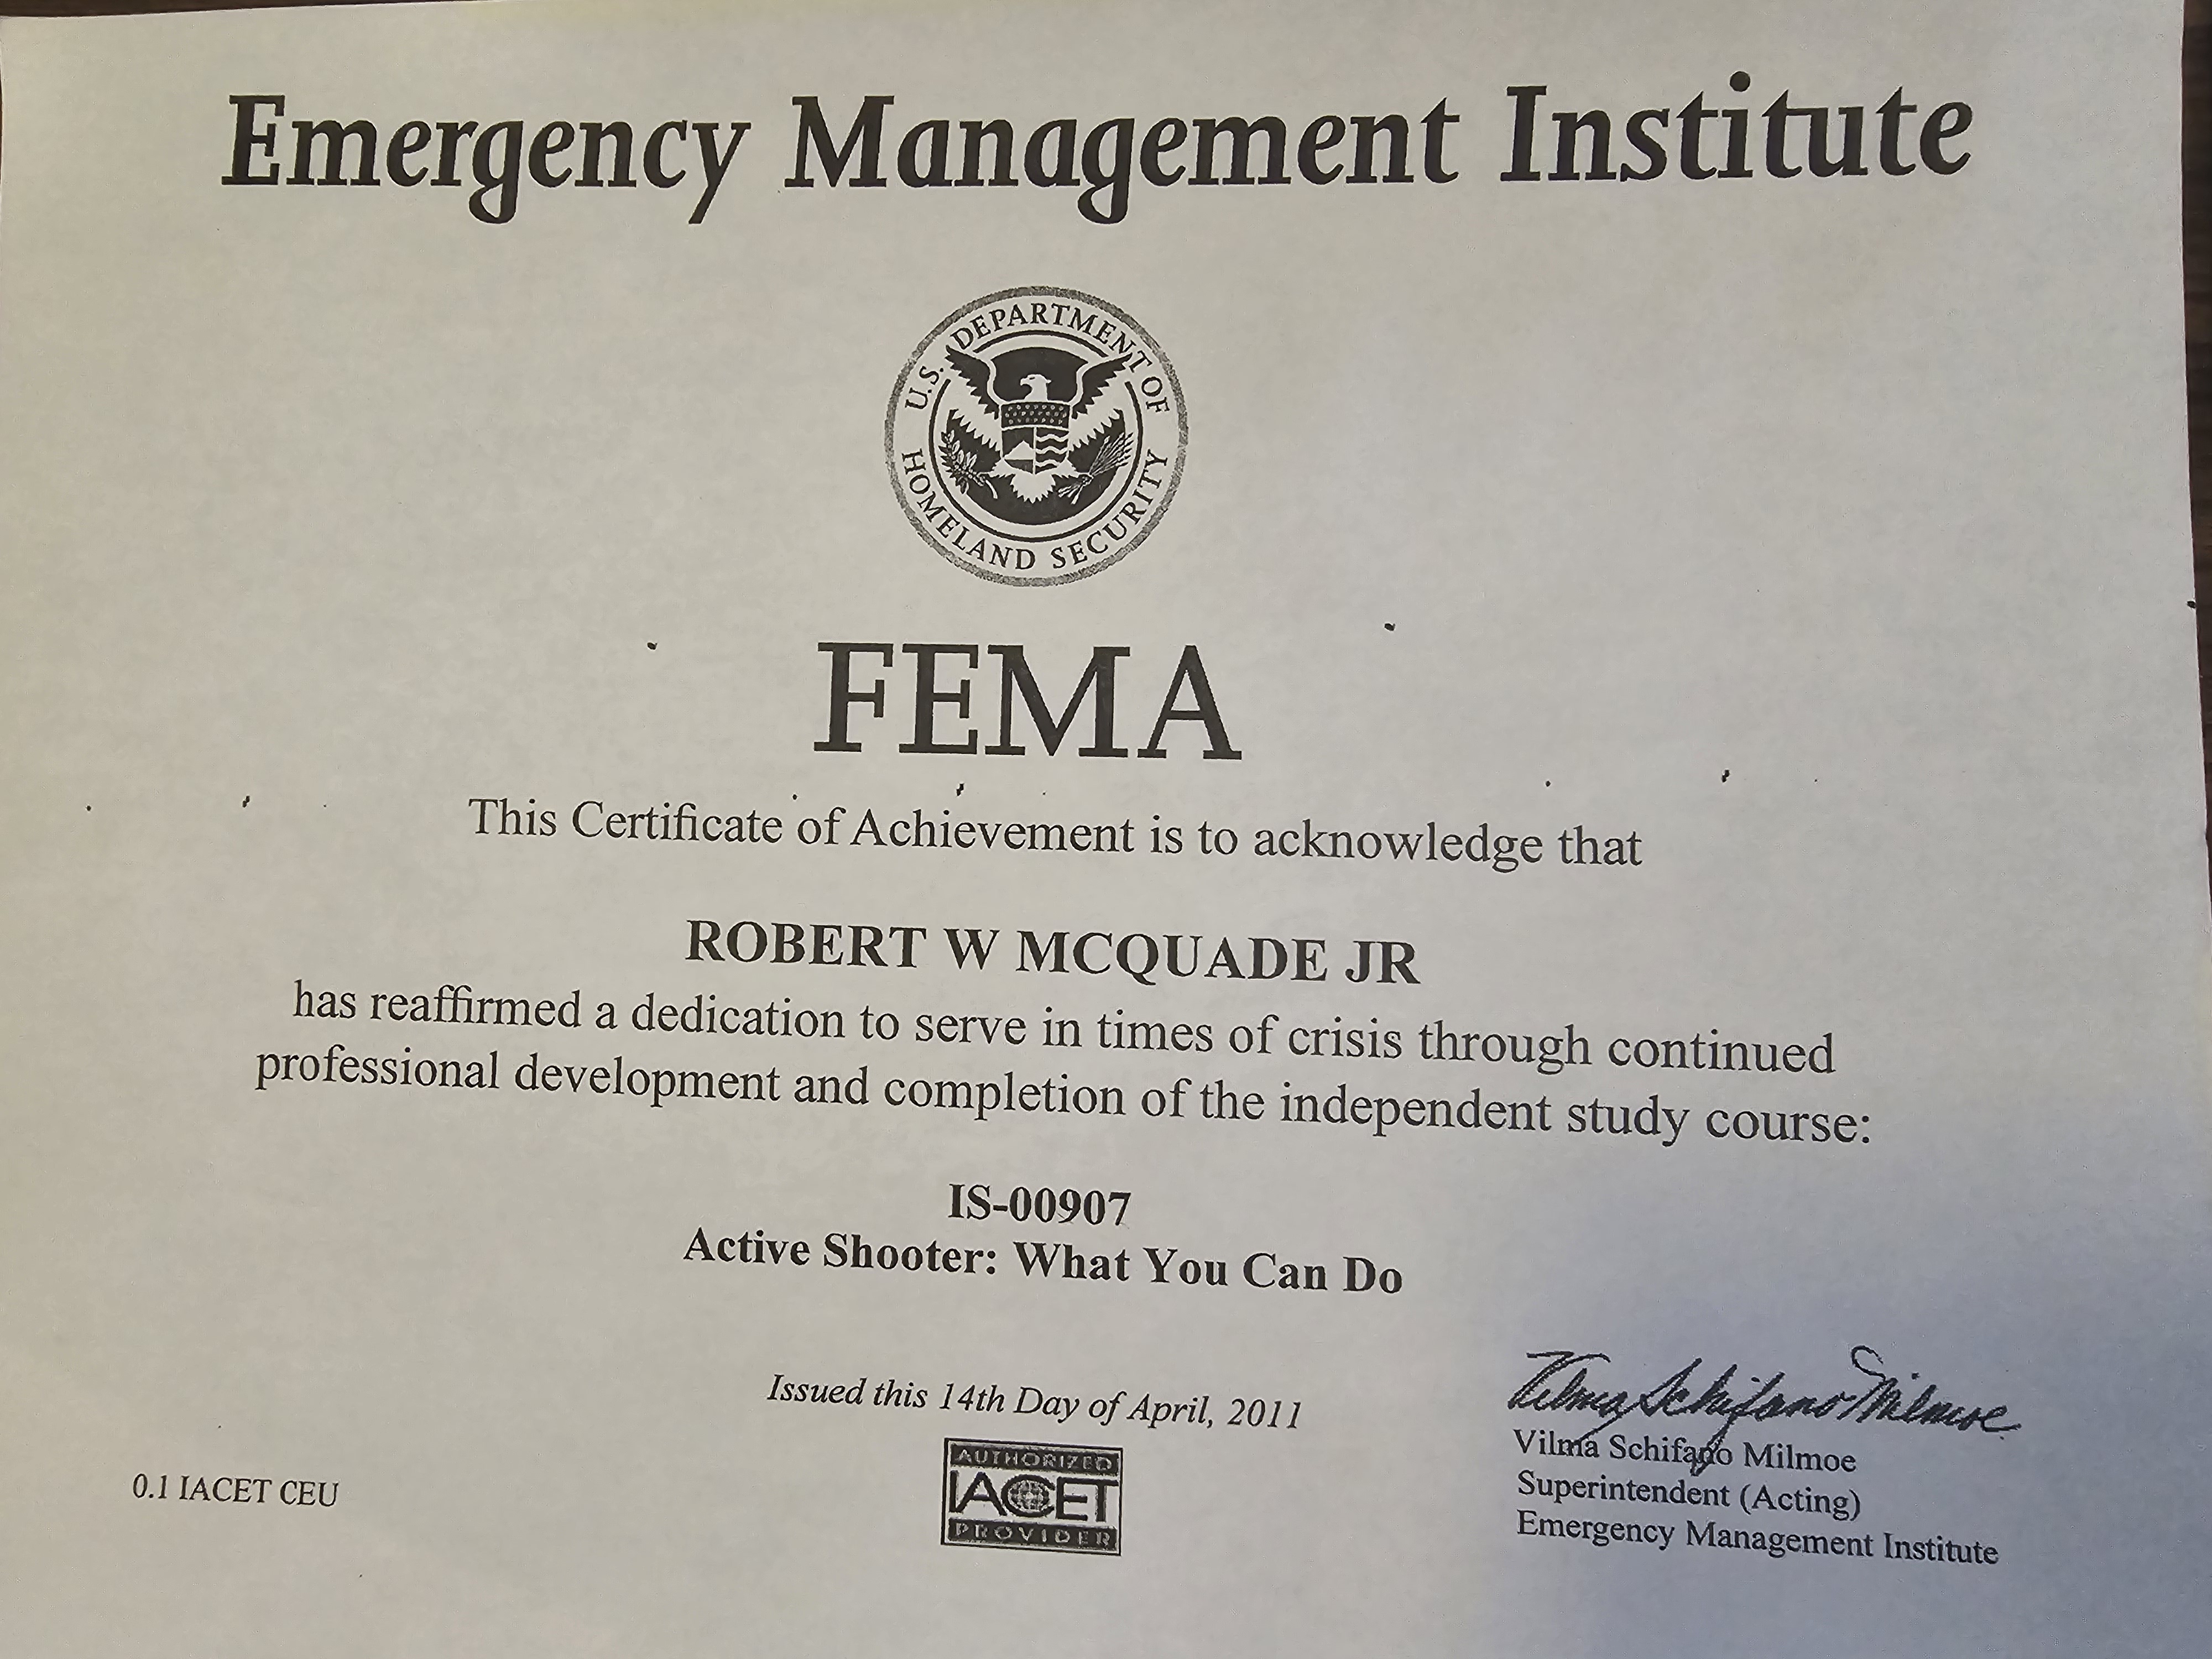 Emergency Management Institute
U.S. DEPARTMENT OF HOMELAND SECURITY
FEMA
This Certificate of Achievement is to acknowledge that
ROBERT W MCQUADE JR
has reaffirmed a dedication to serve in times of crisis through continued
professional development and completion of the independent study course:
IS-00907
Active Shooter: What You Can Do
Issued this 14th Day of April, 2011
Vilma Schifano Milmoe
Vilma Schifano Milmoe
Superintendent (Acting)
Emergency Management Institute
AUTHORIZED
IACET
PROVIDER
0.1 IACET CEU